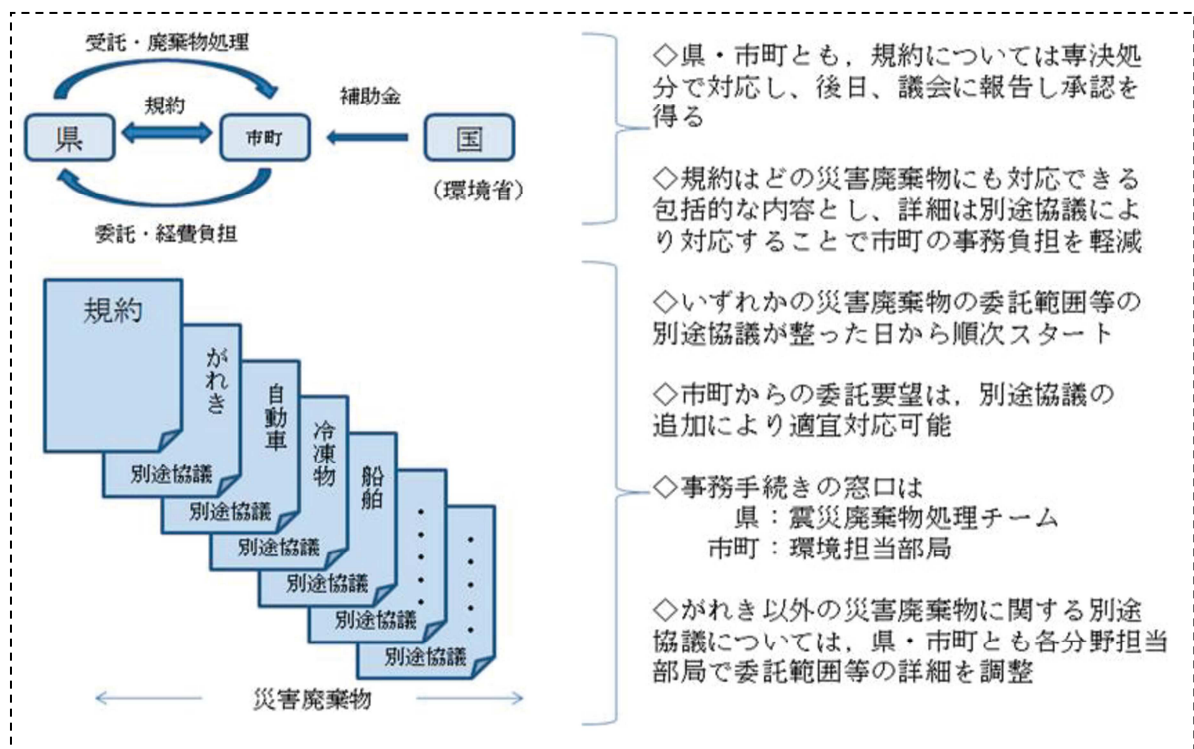 受託・廃棄物処理
規約
補助金
県
市町
国
（環境省）
委託・経費負担
規約
がれき
別途協議
自動車
別途協議
冷凍物
別途協議
船舶
別途協議
・・・・・
別途協議
・・・・・
別途協議
災害廃棄物
◇県・市町とも，規約については専決処
分で対応し、後日、議会に報告し承認を
得る
◇規約はどの災害廃棄物にも対応できる
包括的な内容とし、詳細は別途協議によ
り対応することで市町の事務負担を軽減
◇いずれかの災害廃棄物の委託範囲等の
別途協議が整った日から順次スタート
◇市町からの委託要望は，別途協議の
追加により適宜対応可能
◇事務手続きの窓口は
県：震災廃棄物処理チーム
市町：環境担当部局
◇がれき以外の災害廃棄物に関する別途
協議については，県・市町とも各分野担当
部局で委託範囲等の詳細を調整